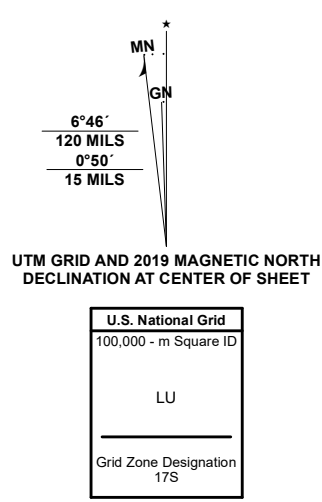 MN
GN
6°46´
120 MILS
0°50´
15 MILS
UTM GRID AND 2019 MAGNETIC NORTH
DECLINATION AT CENTER OF SHEET
U.S. National Grid
100,000 - m Square ID
LU
Grid Zone Designation
17S